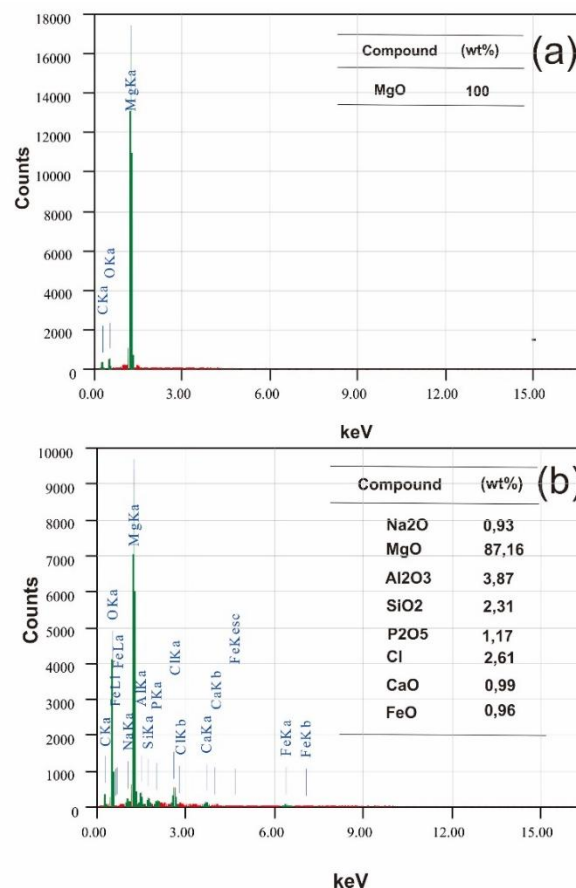 18000
16000
14000
12000
10000
8000
6000
4000
2000
0
Counts
CKa
OKa
MgKa
Compound (wt%)
MgO 100
(a)
0.00 3.00 6.00 9.00 12.00 15.00
keV
10000
9000
8000
7000
6000
5000
4000
3000
2000
1000
0
Counts
CKa
OKa
FeLl
FeLa
NaKa
MgKa
AlKa
SiKa
PKa
ClKa
ClKb
CaKa
CaKb
FeKesc
FeKa
FeKb
Compound (wt%)
Na2O 0,93
MgO 87,16
Al2O3 3,87
SiO2 2,31
P2O5 1,17
Cl 2,61
CaO 0,99
FeO 0,96
(b)
0.00 3.00 6.00 9.00 12.00 15.00
keV